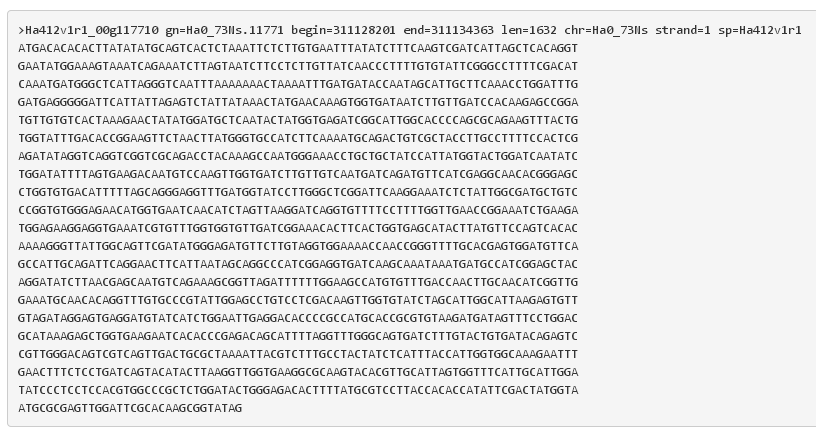 >Ha412v1r1_00g117710 gn=Ha0_73Ns.11771 begin=311128201 end=311134363 len=1632 chr=Ha0_73Ns strand=1 sp=Ha412v1r1
ATGACACACACTTATATATGCAGTCACTCTAAATTCTCTTGTGAATTTATATCTTTCAAGTCGATCATTAGCTCACAGGT
GAATATGGAAAGTAAATCAGAAATCTTAGTAATCTTCCTCTTGTTATCAACCCTTTTGTGTATTCGGGCCTTTTCGACAT
CAAATGATGGGCTCATTAGGGTCAATTTAAAAAAACTAAAATTTGATGATACCAATAGCATTGCTTCAAACCTGGATTTG
GATGAGGGGGATTCATTATTAGAGTCTATTATAAACTATGAACAAAGTGGTGATAATCTTGTTGATCCACAAGAGCCGGA
TGTTGTGTCACTAAAGAACTATATGGATGCTCAATACTATGGTGAGATCGGCATTGGCACCCCAGCGCAGAAGTTTACTG
TGGTATTTGACACCGGAAGTTCTAACTTATGGGTGCCATCTTCAAAATGCAGACTGTCGCTACCTTGCCTTTTCCACTCG
AGATATAGGTCAGGTCGGTCGCAGACCTACAAAGCCAATGGGAAACCTGCTGCTATCCATTATGGTACTGGATCAATATC
TGGATATTTTAGTGAAGACAATGTCCAAGTTGGTGATCTTGTTGTCAATGATCAGATGTTCATCGAGGCAACACGGGAGC
CTGGTGTGACATTTTTAGCAGGGAGGTTTGATGGTATCCTTGGGCTCGGATTCAAGGAAATCTCTATTGGCGATGCTGTC
CCGGTGTGGGAGAACATGGTGAATCAACATCTAGTTAAGGATCAGGTGTTTTCCTTTTGGTTGAACCGGAAATCTGAAGA
TGGAGAAGGAGGTGAAATCGTGTTTGGTGGTGTTGATCGGAAACACTTCACTGGTGAGCATACTTATGTTCCAGTCACAC
AAAAGGGTTATTGGCAGTTCGATATGGGAGATGTTCTTGTAGGTGGAAAACCAACCGGGTTTTGCACGAGTGGATGTTCA
GCCATTGCAGATTCAGGAACTTCATTAATAGCAGGCCCATCGGAGGTGATCAAGCAAATAAATGATGCCATCGGAGCTAC
AGGATATCTTAACGAGCAATGTCAGAAAGCGGTTAGATTTTTTGGAAGCCATGTGTTTGACCAACTTGCAACATCGGTTG
GAAATGCAACACAGGTTTGTGCCCGTATTGGAGCCTGTCCTCGACAAGTTGGTGTATCTAGCATTGGCATTAAGAGTGTT
GTAGATAGGAGTGAGGATGTATCATCTGGAATTGAGGACACCCCGCCATGCACCGCGTGTAAGATGATAGTTTCCTGGAC
GCATAAAGAGCTGGTGAAGAATCACACCCGAGACAGCATTTTAGGTTTGGGCAGTGATCTTTGTACTGTGATACAGAGTC
CGTTGGGACAGTCGTCAGTTGACTGCGCTAAAATTACGTCTTTGCCTACTATCTCATTTACCATTGGTGGCAAAGAATTT
GAACTTTCTCCTGATCAGTACATACTTAAGGTTGGTGAAGGCGCAAGTACACGTTGCATTAGTGGTTTCATTGCATTGGA
TATCCCTCCTCCACGTGGCCCGCTCTGGATACTGGGAGACACTTTTATGCGTCCTTACCACACCATATTCGACTATGGTA
ATGCGCGAGTTGGATTCGCACAAGCGGTATAG